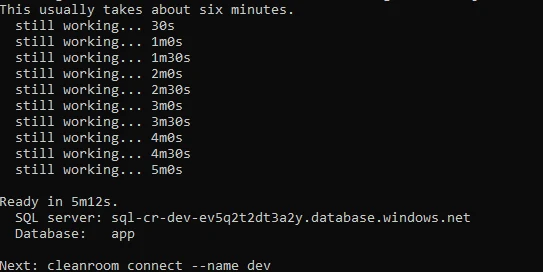 This usually takes about six minutes.
still working... 30s
still working... 1m0s
still working... 1m30s
still working... 2m0s
still working... 2m30s
still working... 3m0s
still working... 3m30s
still working... 4m0s
still working... 4m30s
still working... 5m0s
Ready in 5m12s.
SQL server: sql-cr-dev-ev5q2t2dt3a2y.database.windows.net
Database: app
Next: cleanroom connect --name dev